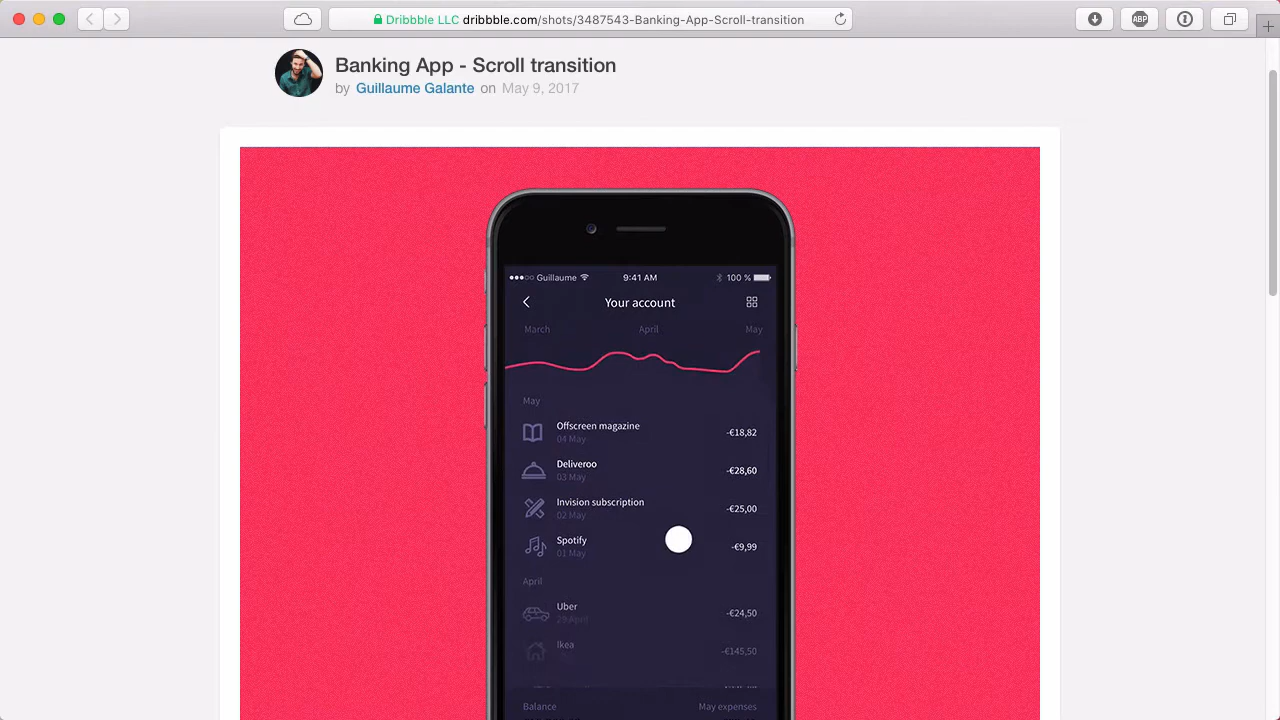 Dribbble LLC dribbble.com/shots/3487543-Banking-App-Scroll-transition
ABP
Banking App - Scroll transition
by Guillaume Galante on May 9, 2017
Guillaume 9:41 AM 100 %
Your account
March April May
May
Offscreen magazine -€18,82
04 May
Deliveroo -€28,60
03 May
Invision subscription -€25,00
02 May
Spotify -€9,99
01 May
April
Uber -€24,50
29 April
Ikea -€145,50
Balance May expenses